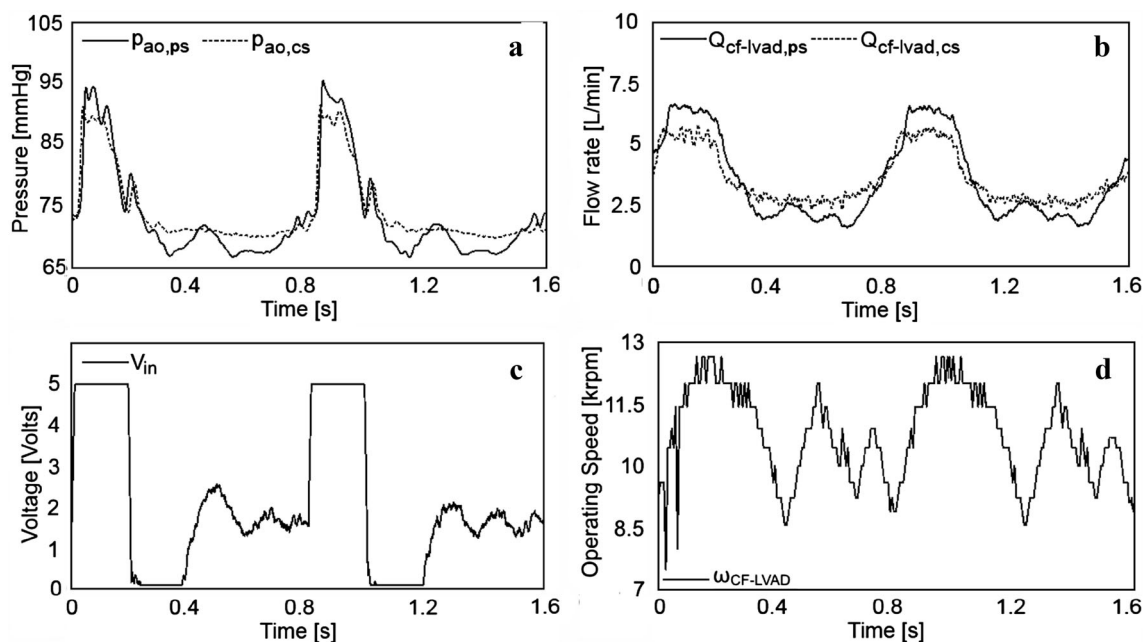 105
95
85
75
65
Pressure [mmHg]
p_ao,ps p_ao,cs
a
0 0.4 0.8 1.2 1.6
Time [s]
10
7.5
5
2.5
0
Flow rate [L/min]
Q_cf-lvad,ps Q_cf-lvad,cs
b
0 0.4 0.8 1.2 1.6
Time [s]
5
4
3
2
1
0
Voltage [Volts]
V_in
c
0 0.4 0.8 1.2 1.6
Time [s]
13
11.5
10
8.5
7
Operating Speed [krpm]
d
ω_CF-LVAD
0 0.4 0.8 1.2 1.6
Time [s]